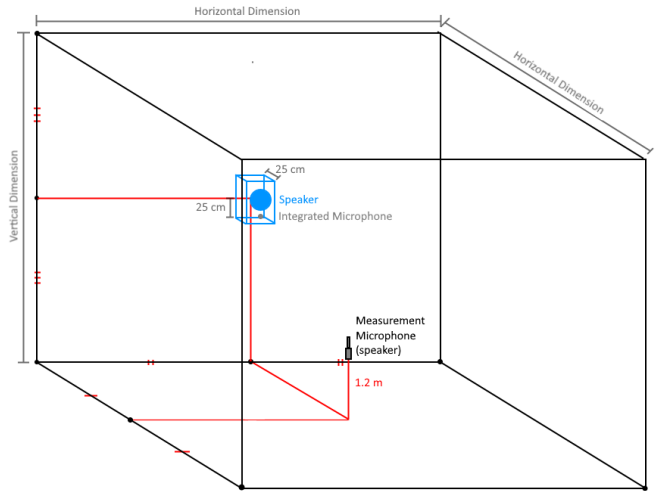 Horizontal Dimension
Horizontal Dimension
Vertical Dimension
25 cm
Speaker
25 cm
Integrated Microphone
Measurement
Microphone
(speaker)
1.2 m